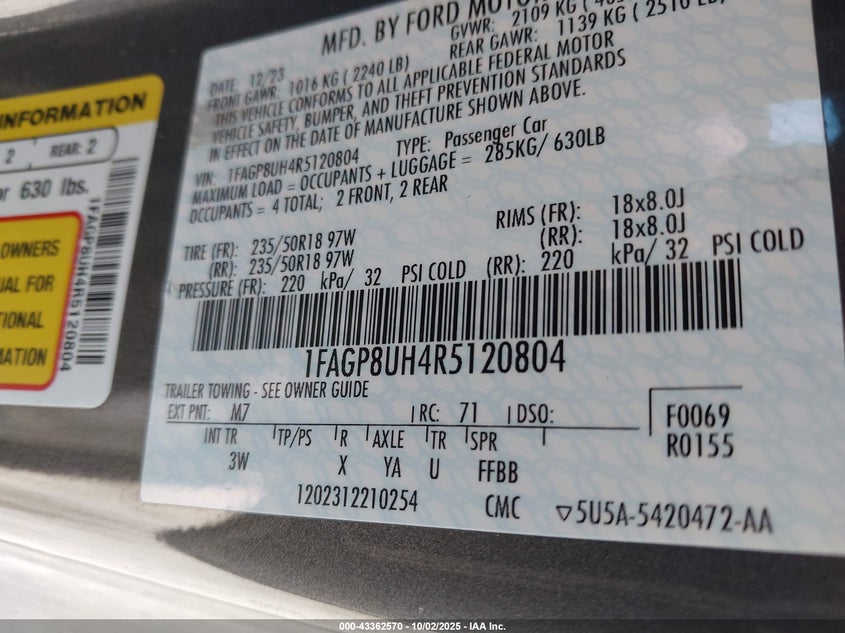 INFORMATION
2 REAR: 2
or 630 lbs.
OWNERS
UAL FOR
TIONAL
MATION
1FAGP8UH4R5120804
MFD. BY FORD MOTOR
DATE: 12/23 GVWR: 2109 KG
FRONT GAWR: 1016 KG ( 2240 LB) REAR GAWR: 1139 KG ( 2510 LB)
THIS VEHICLE CONFORMS TO ALL APPLICABLE FEDERAL MOTOR
VEHICLE SAFETY, BUMPER, AND THEFT PREVENTION STANDARDS
IN EFFECT ON THE DATE OF MANUFACTURE SHOWN ABOVE.
VIN: 1FAGP8UH4R5120804 TYPE: Passenger Car
MAXIMUM LOAD = OCCUPANTS + LUGGAGE = 285KG/ 630LB
OCCUPANTS = 4 TOTAL; 2 FRONT, 2 REAR
TIRE (FR): 235/50R18 97W RIMS (FR): 18x8.0J
(RR): 235/50R18 97W (RR): 18x8.0J
PRESSURE (FR): 220 kPa/ 32 PSI COLD (RR): 220 kPa/ 32 PSI COLD
1FAGP8UH4R5120804
TRAILER TOWING - SEE OWNER GUIDE
EXT PNT: M7 RC: 71 DSO: F0069
R0155
INT TR TP/PS R AXLE TR SPR
3W X YA U FFBB
1202312210254 CMC ▽5U5A-5420472-AA
000-43362570 | 10/02/2025 - IAA Inc.